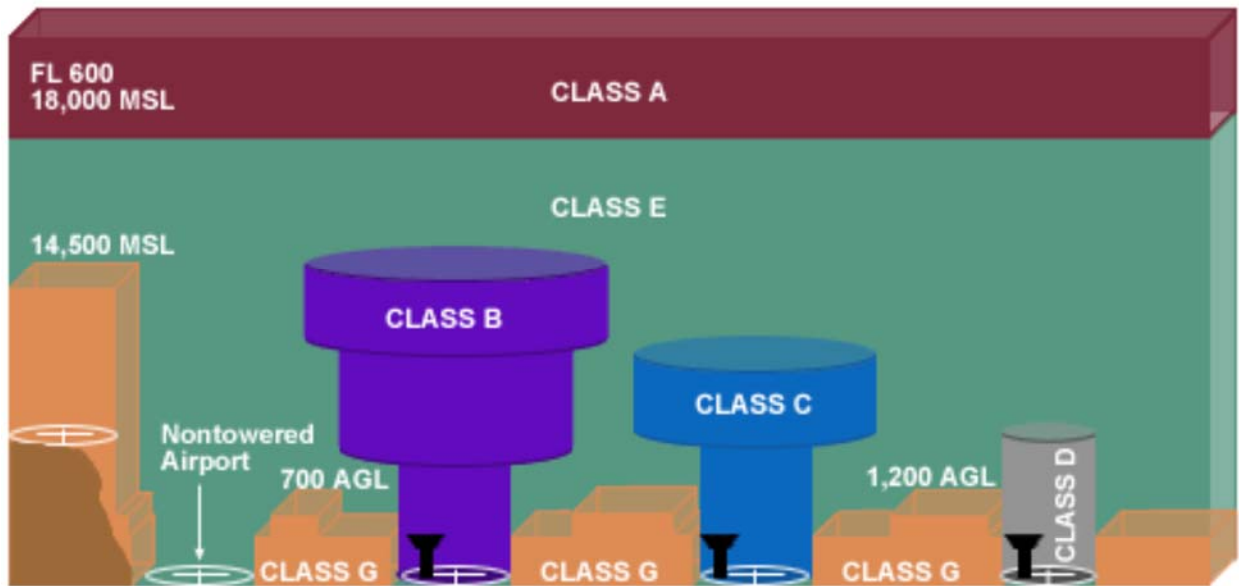 FL 600
18,000 MSL
CLASS A
CLASS E
14,500 MSL
CLASS B
CLASS C
Nontowered
Airport
700 AGL
1,200 AGL
CLASS D
CLASS G
CLASS G
CLASS G